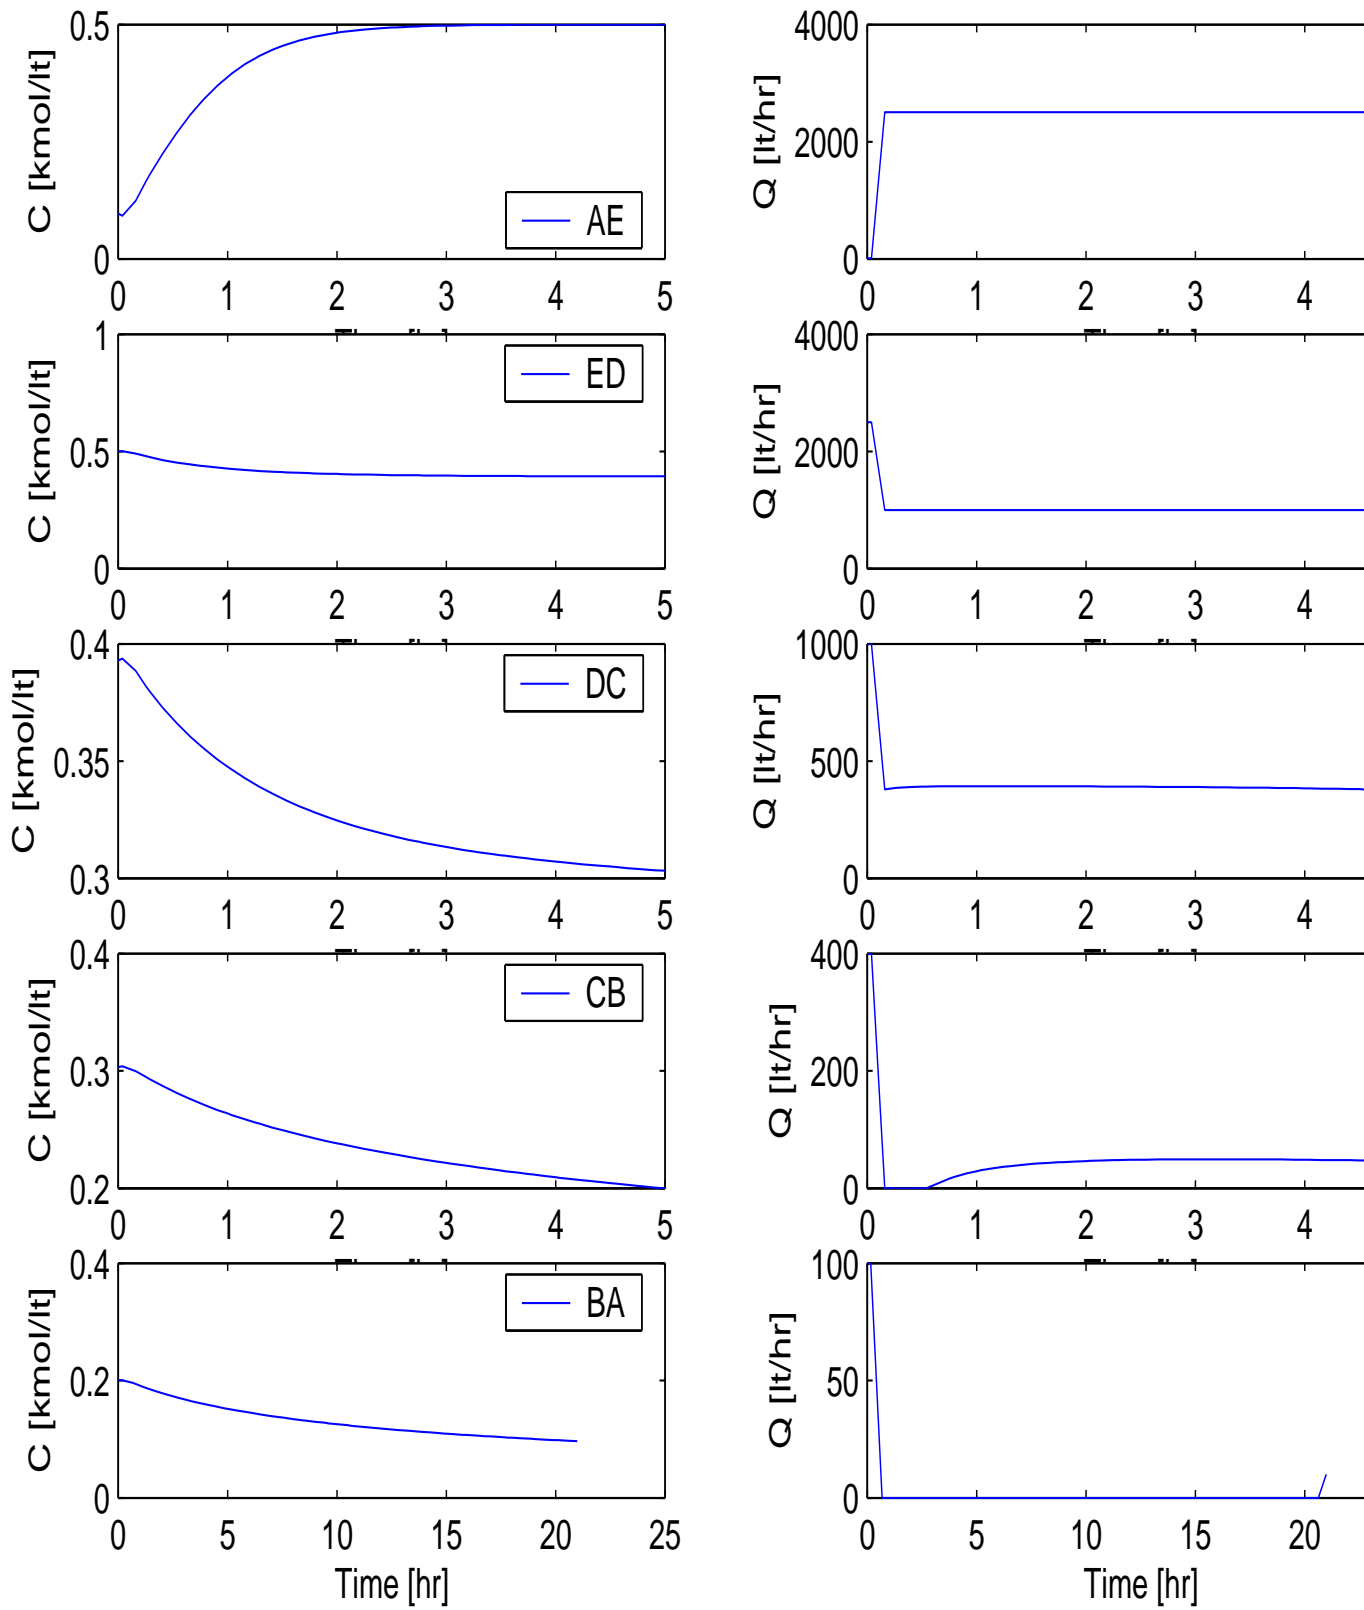 C [kmol/lt]
0.5
0
AE
0 1 2 3 4 5
Q [lt/hr]
4000
2000
0
0 1 2 3 4
C [kmol/lt]
1
0.5
0
ED
0 1 2 3 4 5
Q [lt/hr]
4000
2000
0
0 1 2 3 4
C [kmol/lt]
0.4
0.35
0.3
DC
0 1 2 3 4 5
Q [lt/hr]
1000
500
0
0 1 2 3 4
C [kmol/lt]
0.4
0.3
0.2
CB
0 1 2 3 4 5
Q [lt/hr]
400
200
0
0 1 2 3 4
C [kmol/lt]
0.4
0.2
0
BA
0 5 10 15 20 25
Time [hr]
Q [lt/hr]
100
50
0
0 5 10 15 20
Time [hr]